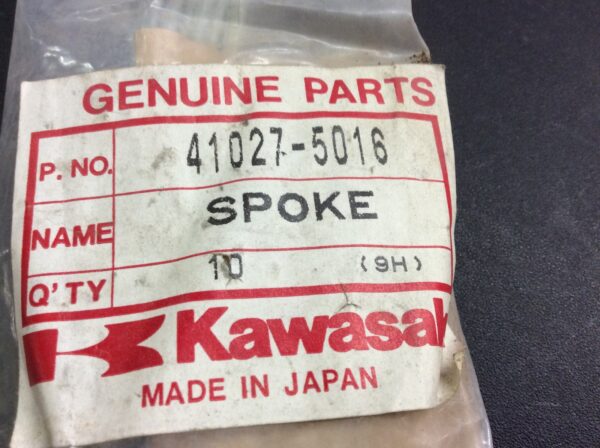 GENUINE PARTS
P. NO. 41027-5016
NAME SPOKE
Q'TY 10 (9H)
Kawasak
MADE IN JAPAN